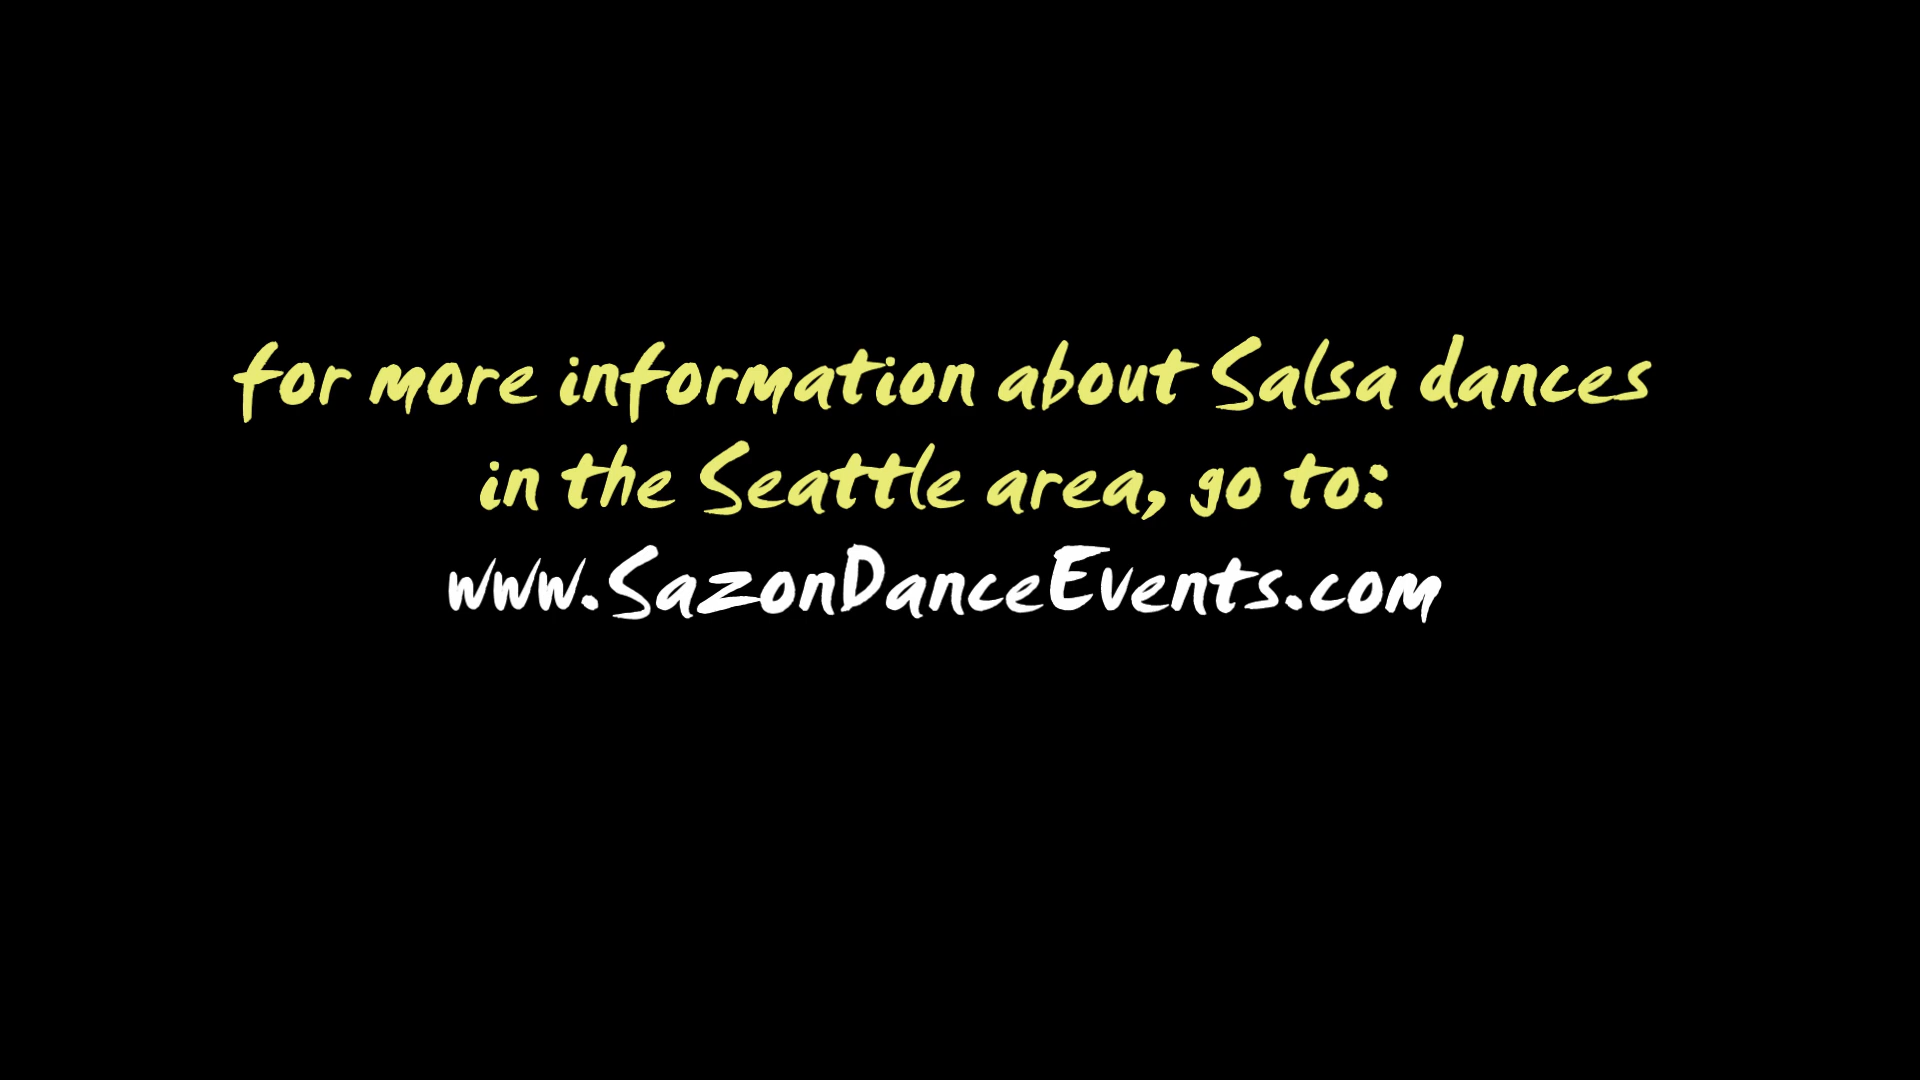 for more information about Salsa dances
in the Seattle area, go to:
www.SazonDanceEvents.com